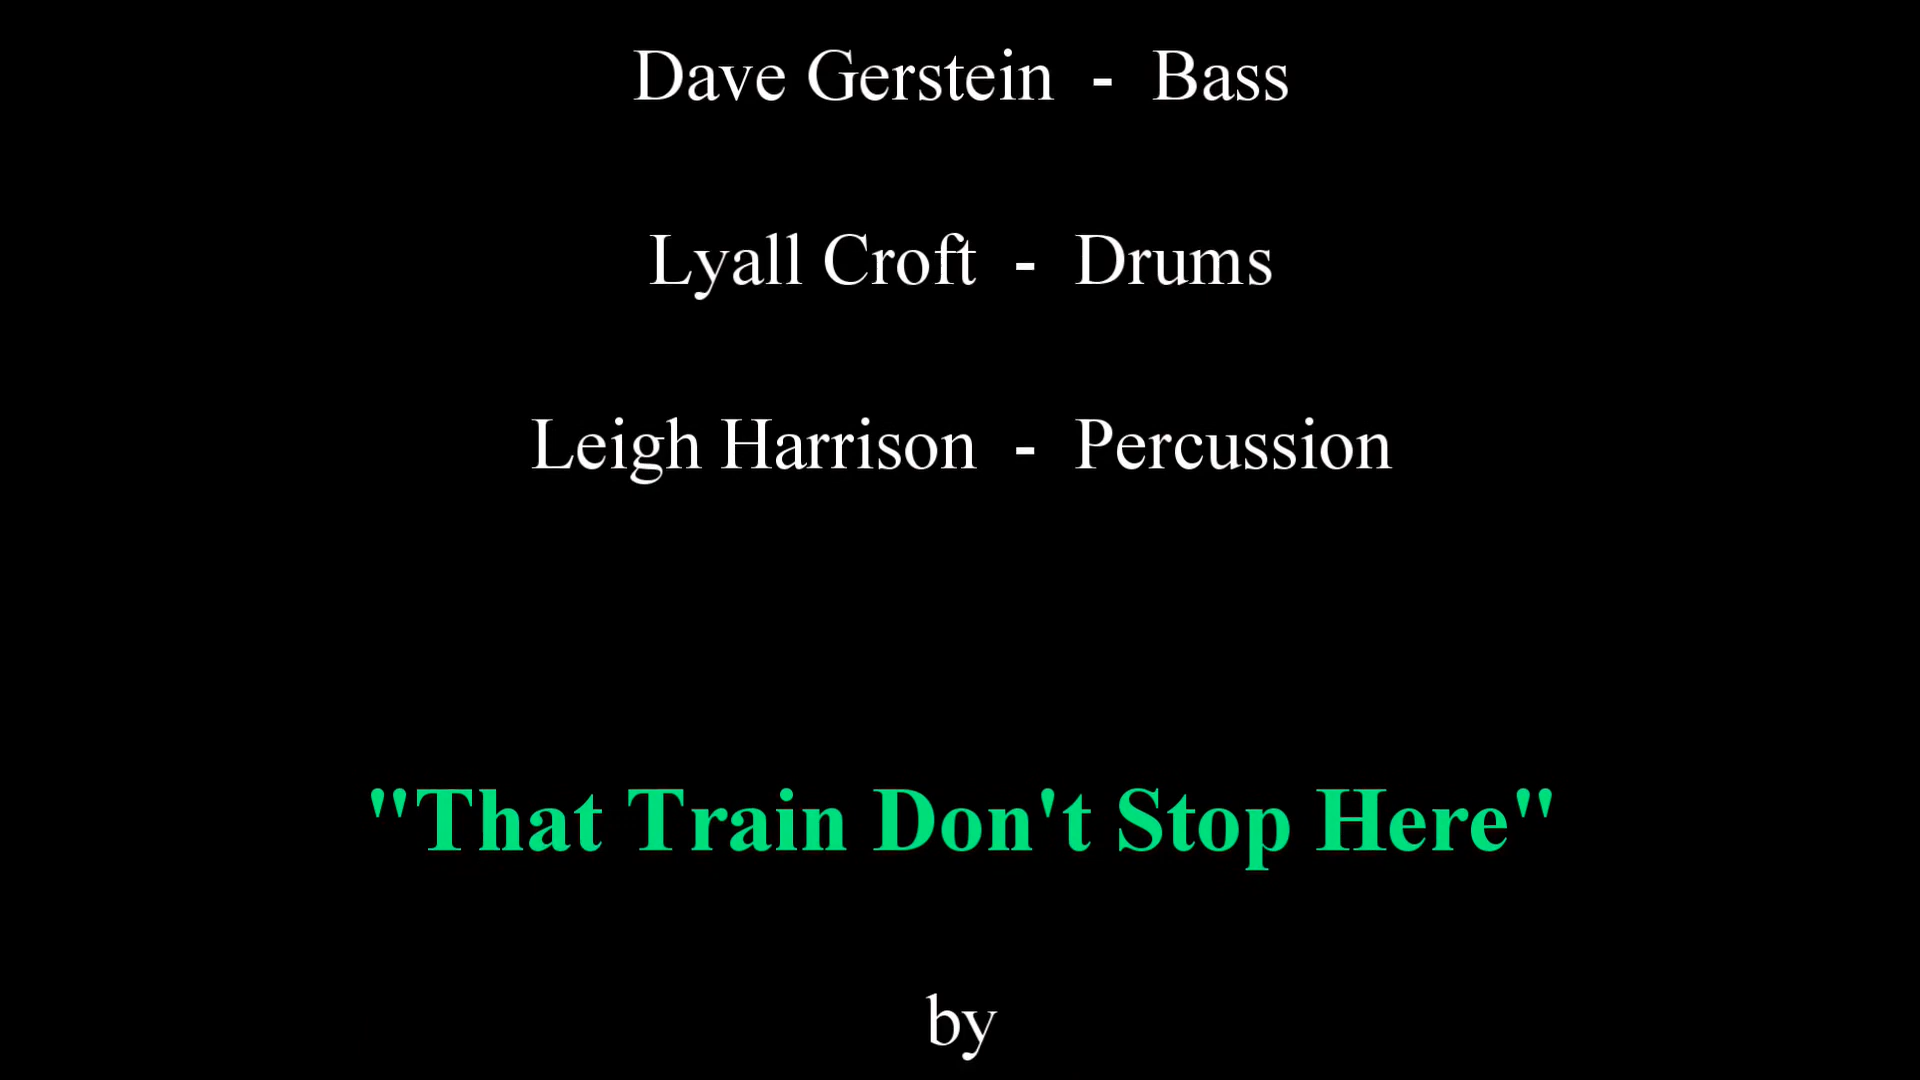 Dave Gerstein - Bass
Lyall Croft - Drums
Leigh Harrison - Percussion
"That Train Don't Stop Here"
by